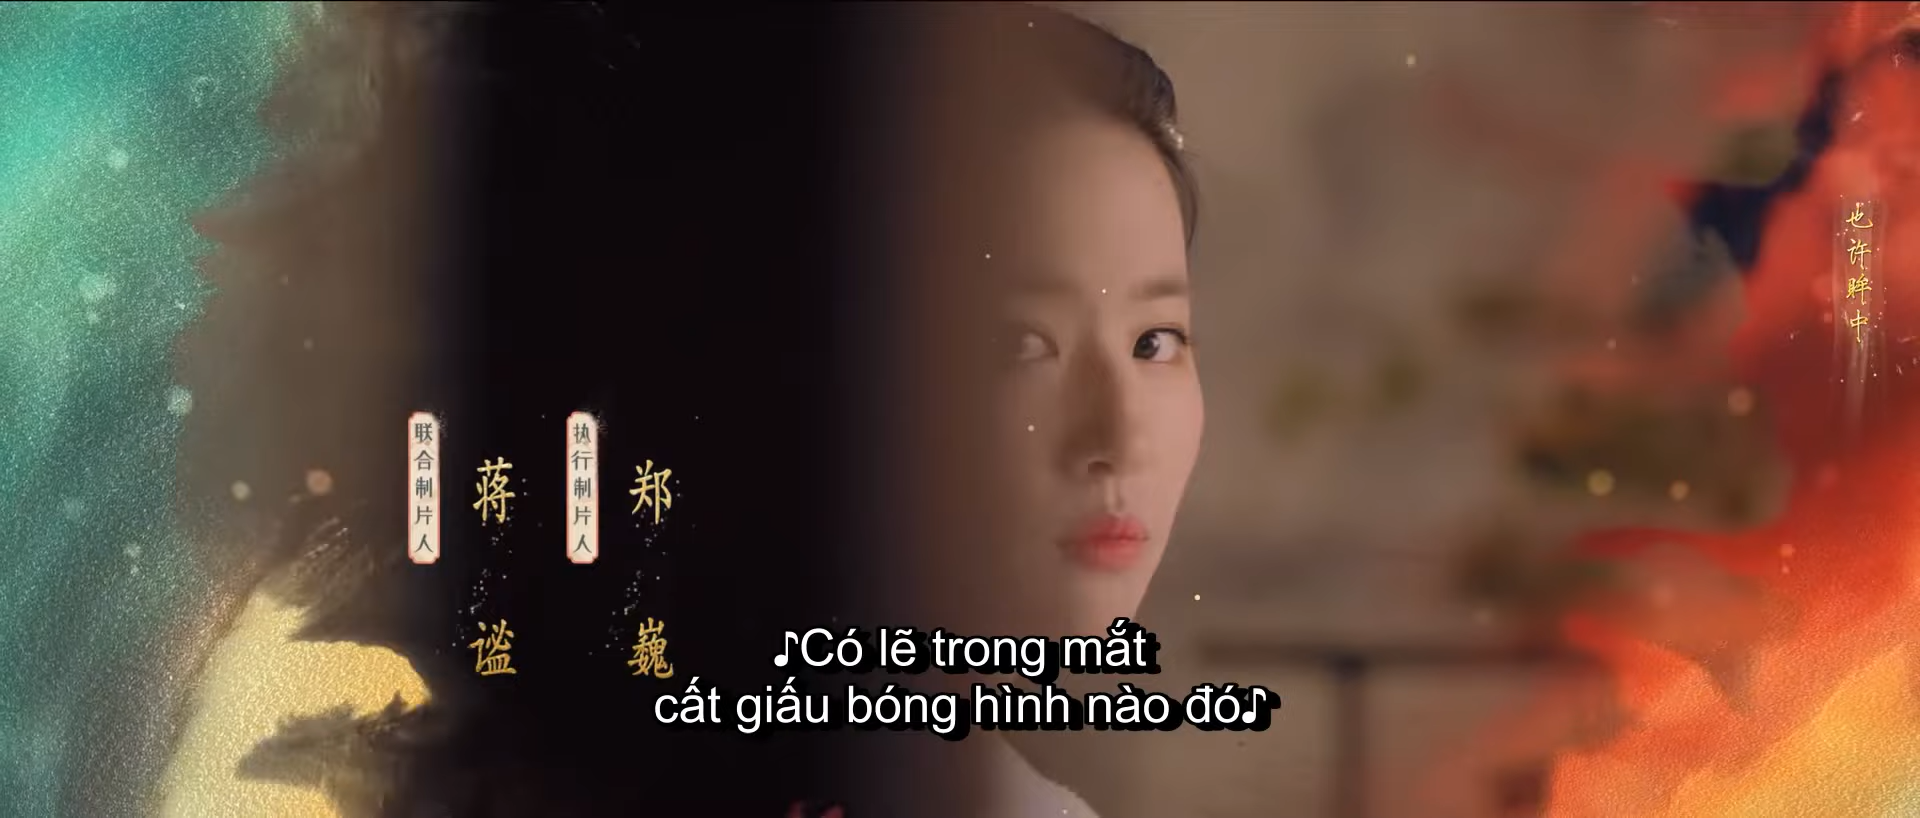 也许眸中
执行制片人
郑巍
联合制片人
蒋谧
♪Có lẽ trong mắt
cất giấu bóng hình nào đó♪